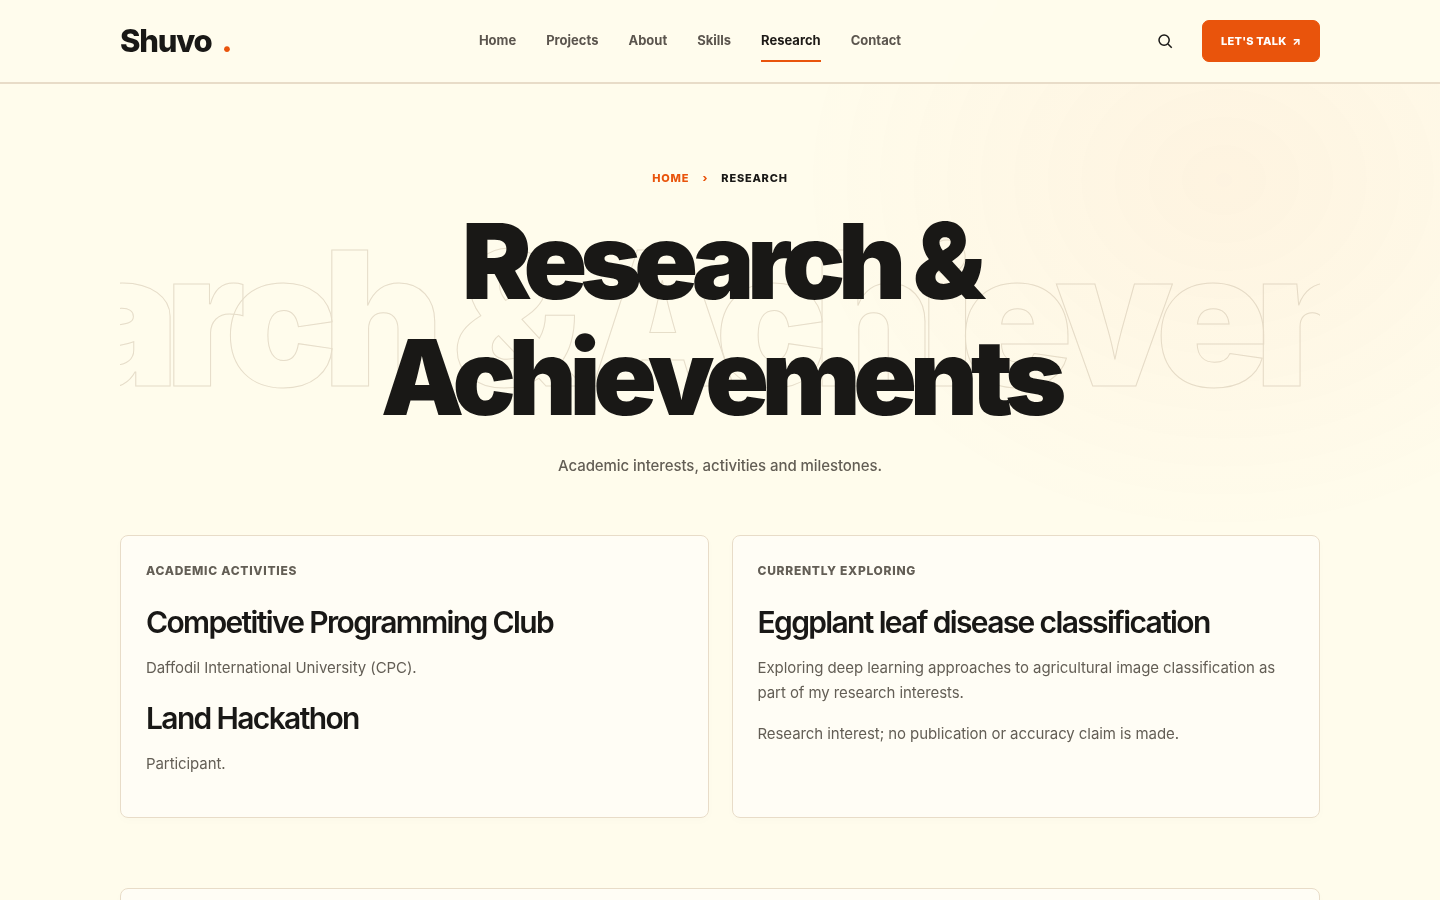 Shuvo .
Home Projects About Skills Research Contact
LET'S TALK ↗
HOME › RESEARCH
Research &
Achievements
arch & Achiever
Academic interests, activities and milestones.
ACADEMIC ACTIVITIES
Competitive Programming Club
Daffodil International University (CPC).
Land Hackathon
Participant.
CURRENTLY EXPLORING
Eggplant leaf disease classification
Exploring deep learning approaches to agricultural image classification as
part of my research interests.
Research interest; no publication or accuracy claim is made.